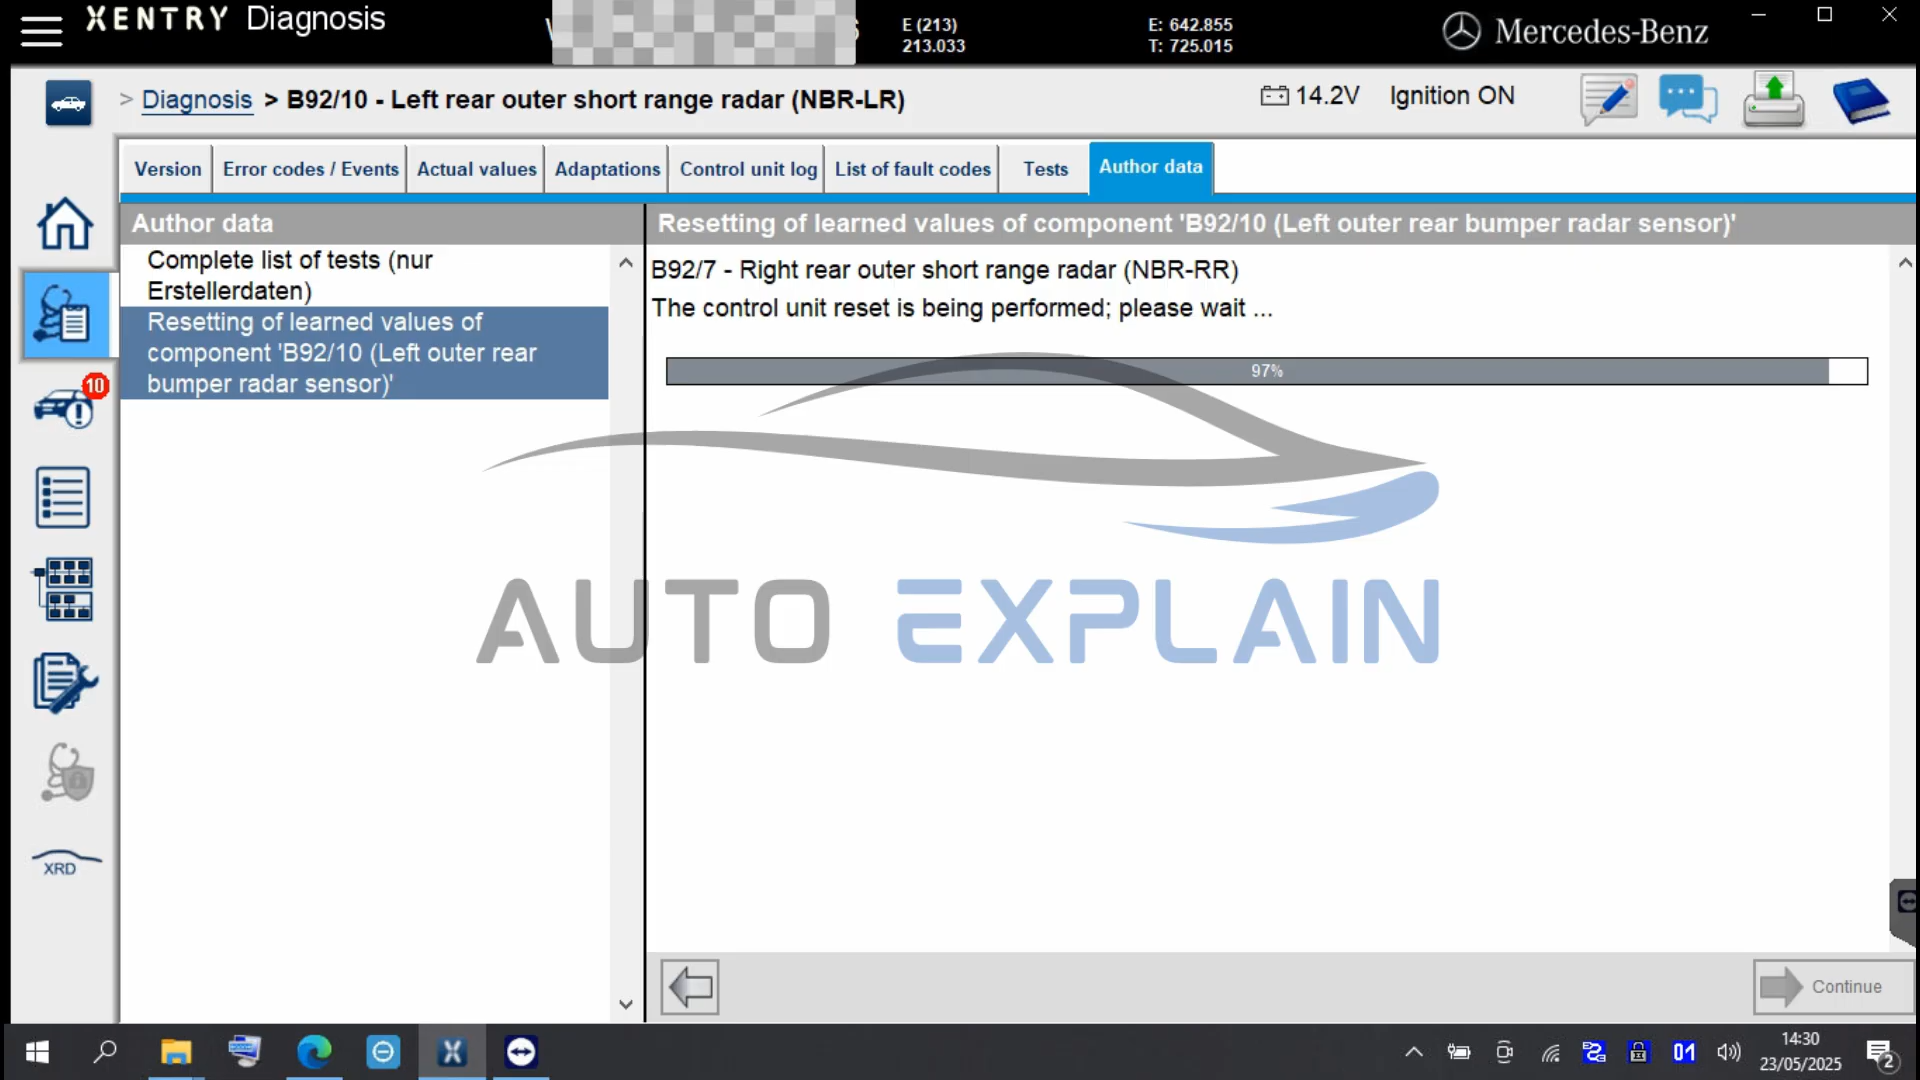 XENTRY Diagnosis
E (213)
213.033
E: 642.855
T: 725.015
Mercedes-Benz
> Diagnosis > B92/10 - Left rear outer short range radar (NBR-LR)
14.2V
Ignition ON
Version
Error codes / Events
Actual values
Adaptations
Control unit log
List of fault codes
Tests
Author data
Author data
Complete list of tests (nur
Erstellerdaten)
Resetting of learned values of
component 'B92/10 (Left outer rear
bumper radar sensor)'
Resetting of learned values of component 'B92/10 (Left outer rear bumper radar sensor)'
B92/7 - Right rear outer short range radar (NBR-RR)
The control unit reset is being performed; please wait ...
97%
10
XRD
AUTO EXPLAIN
Continue
01
14:30
23/05/2025
2